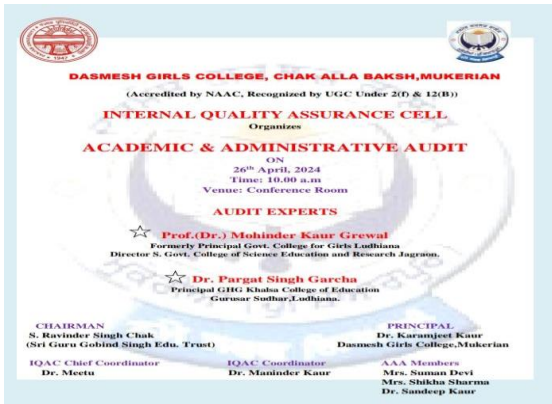 DASMESH GIRLS COLLEGE, CHAK ALLA BAKSH,MUKERIAN
(Accredited by NAAC, Recognized by UGC Under 2(f) & 12(B))
INTERNAL QUALITY ASSURANCE CELL
Organizes
ACADEMIC & ADMINISTRATIVE AUDIT
ON
26th April, 2024
Time: 10.00 a.m
Venue: Conference Room
AUDIT EXPERTS
Prof.(Dr.) Mohinder Kaur Grewal
Formerly Principal Govt. College for Girls Ludhiana
Director S. Govt. College of Science Education and Research Jagraon.
Dr. Pargat Singh Garcha
Principal GHG Khalsa College of Education
Gurusar Sudhar,Ludhiana.
CHAIRMAN
S. Ravinder Singh Chak
(Sri Guru Gobind Singh Edu. Trust)
PRINCIPAL
Dr. Karamjeet Kaur
Dasmesh Girls College,Mukerian
IQAC Chief Coordinator
Dr. Meetu
IQAC Coordinator
Dr. Maninder Kaur
AAA Members
Mrs. Suman Devi
Mrs. Shikha Sharma
Dr. Sandeep Kaur